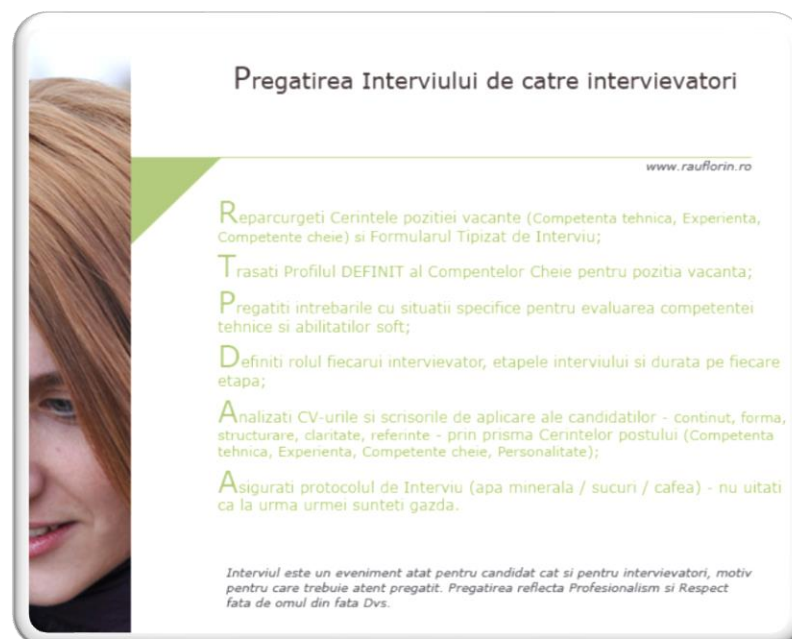 Pregatirea Interviului de catre intervievatori
www.rauflorin.ro
Reparcurgeti Cerintele pozitiei vacante (Competenta tehnica, Experienta,
Competente cheie) si Formularul Tipizat de Interviu;
Trasati Profilul DEFINIT al Compentelor Cheie pentru pozitia vacanta;
Pregatiti intrebarile cu situatii specifice pentru evaluarea competentei
tehnice si abilitatilor soft;
Definiti rolul fiecarui intervievator, etapele interviului si durata pe fiecare
etapa;
Analizati CV-urile si scrisorile de aplicare ale candidatilor - continut, forma,
structurare, claritate, referinte - prin prisma Cerintelor postului (Competenta
tehnica, Experienta, Competente cheie, Personalitate);
Asigurati protocolul de Interviu (apa minerala / sucuri / cafea) - nu uitati
ca la urma urmei sunteti gazda.
Interviul este un eveniment atat pentru candidat cat si pentru intervievatori, motiv
pentru care trebuie atent pregatit. Pregatirea reflecta Profesionalism si Respect
fata de omul din fata Dvs.